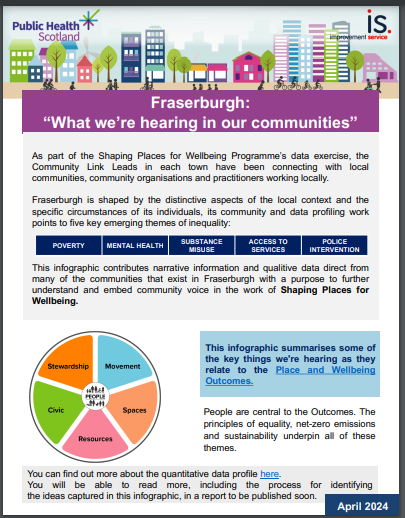 Public Health
Scotland
is.
improvement service
Fraserburgh:
“What we’re hearing in our communities”
As part of the Shaping Places for Wellbeing Programme’s data exercise, the
Community Link Leads in each town have been connecting with local
communities, community organisations and practitioners working locally.
Fraserburgh is shaped by the distinctive aspects of the local context and the
specific circumstances of its individuals, its community and data profiling work
points to five key emerging themes of inequality:
POVERTY
MENTAL HEALTH
SUBSTANCE
MISUSE
ACCESS TO
SERVICES
POLICE
INTERVENTION
This infographic contributes narrative information and qualitive data direct from
many of the communities that exist in Fraserburgh with a purpose to further
understand and embed community voice in the work of Shaping Places for
Wellbeing.
Stewardship
Movement
Civic
PEOPLE
Spaces
Resources
This infographic summarises some of
the key things we're hearing as they
relate to the Place and Wellbeing
Outcomes.
People are central to the Outcomes. The
principles of equality, net-zero emissions
and sustainability underpin all of these
themes.
You can find out more about the quantitative data profile here.
You will be able to read more, including the process for identifying
the ideas captured in this infographic, in a report to be published soon.
April 2024